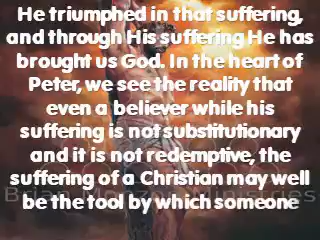 He triumphed in that suffering,
and through His suffering He has
brought us God. In the heart of
Peter, we see the reality that
even a believer while his
suffering is not substitutionary
and it is not redemptive, the
suffering of a Christian may well
be the tool by which someone